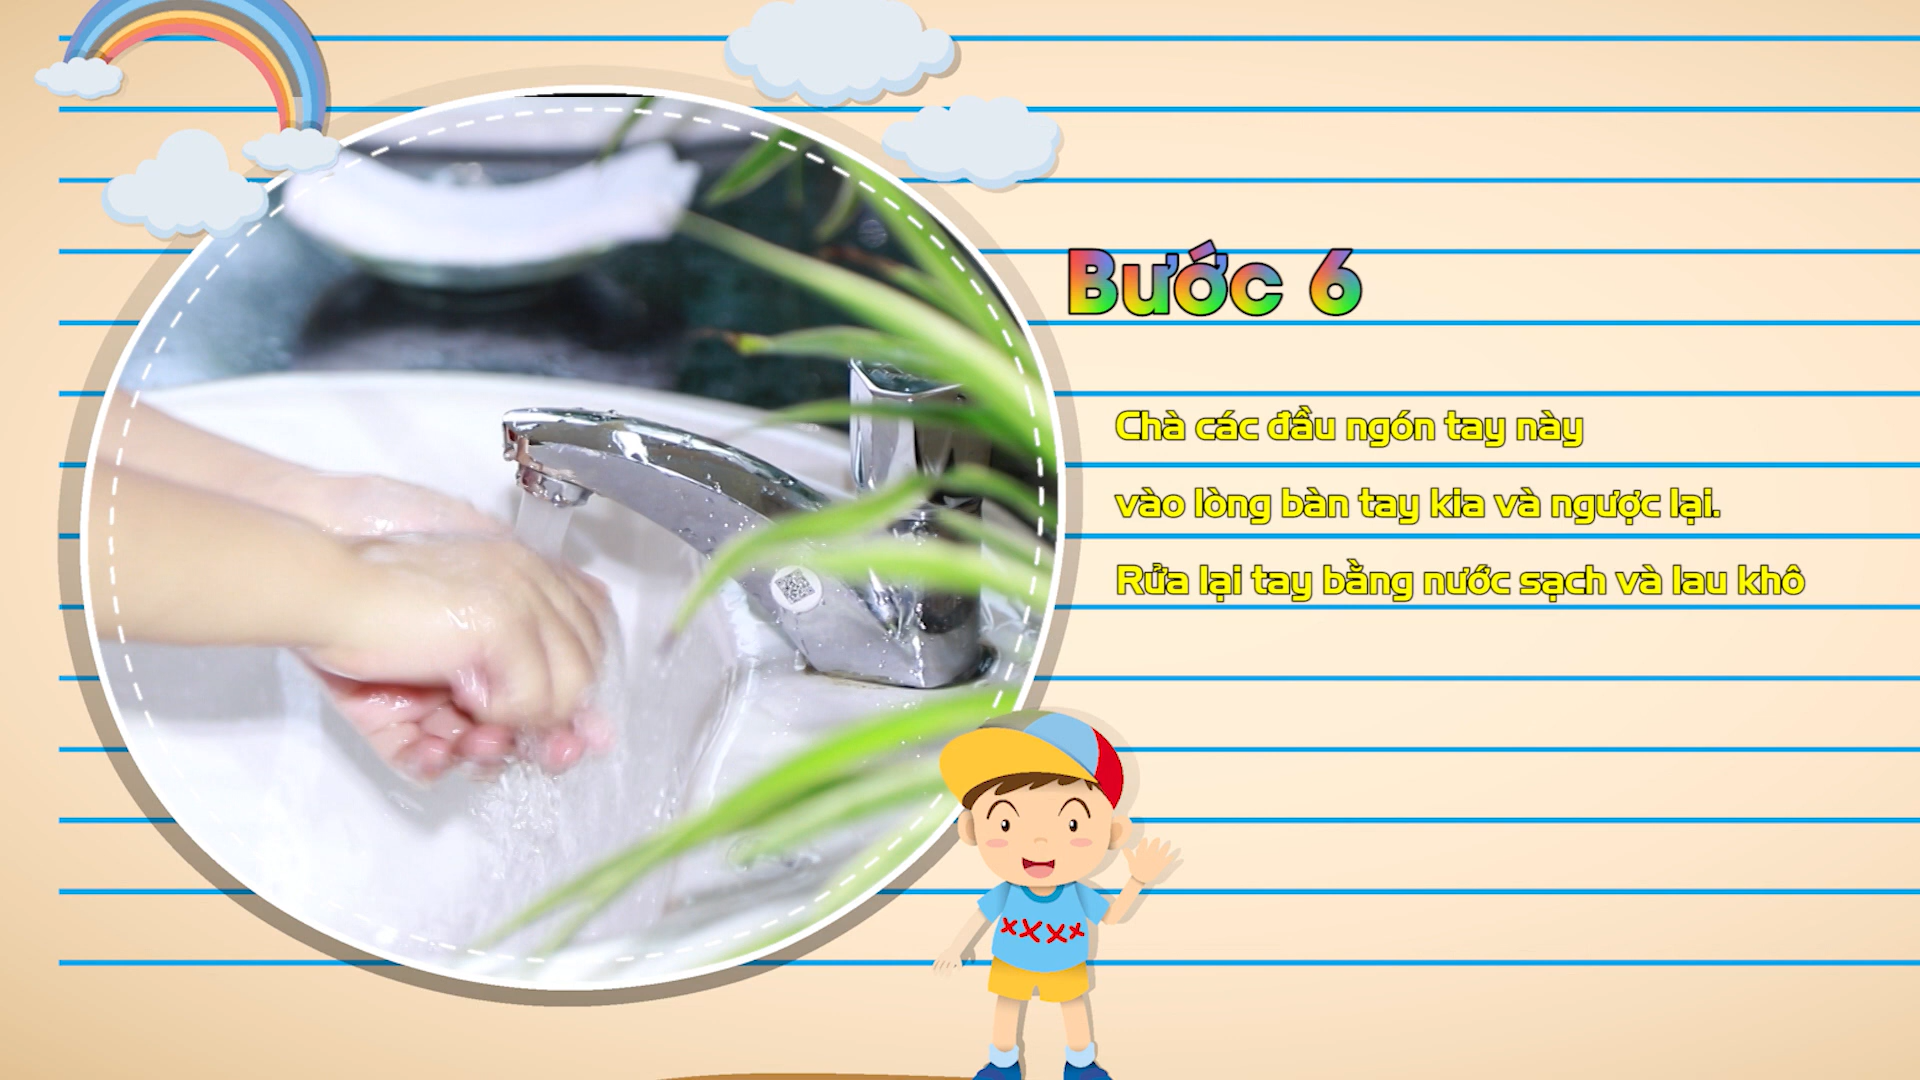 Bước 6
Chà các đầu ngón tay này
vào lòng bàn tay kia và ngược lại.
Rửa lại tay bằng nước sạch và lau khô